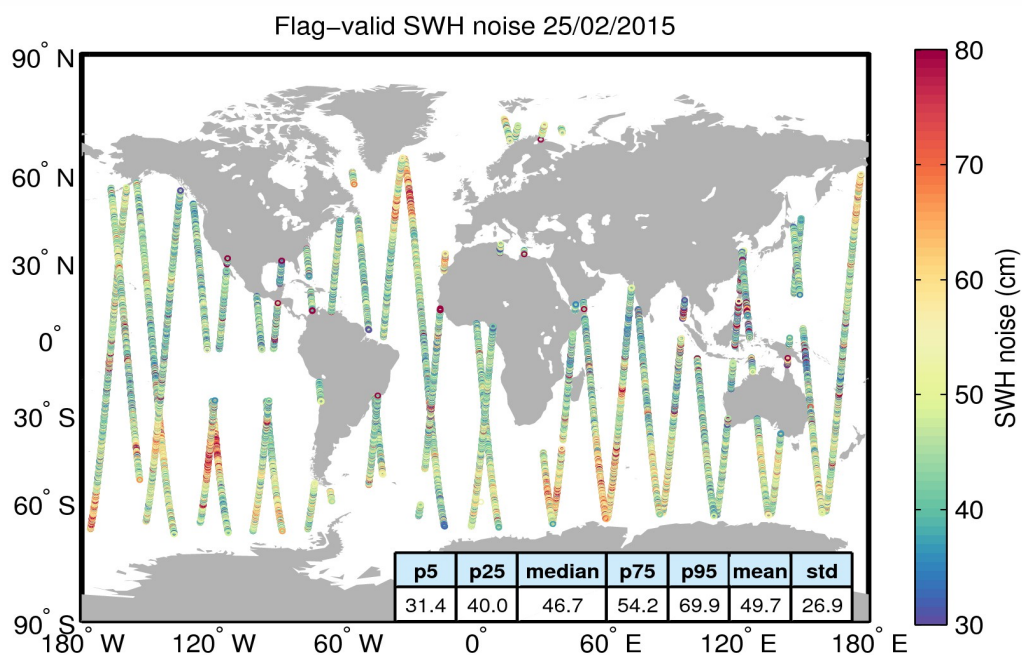 Flag−valid SWH noise 25/02/2015
90° N
60° N
30° N
0°
30° S
60° S
90° S
180° W
120° W
60° W
0°
60° E
120° E
180° E
p5 p25 median p75 p95 mean std
31.4 40.0 46.7 54.2 69.9 49.7 26.9
80
70
60
50
40
30
SWH noise (cm)